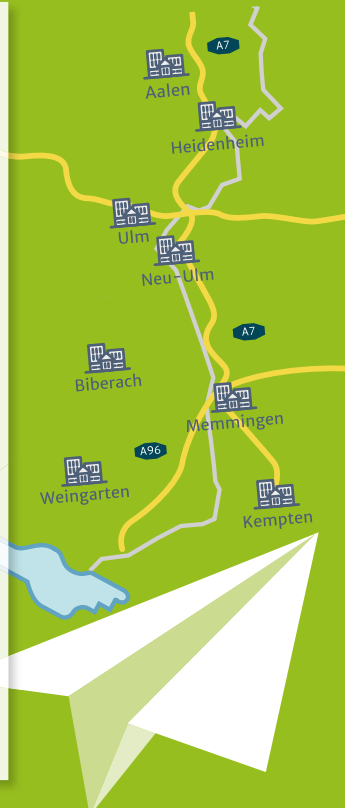 A7
Aalen
Heidenheim
Ulm
Neu-Ulm
A7
Biberach
Memmingen
A96
Weingarten
Kempten